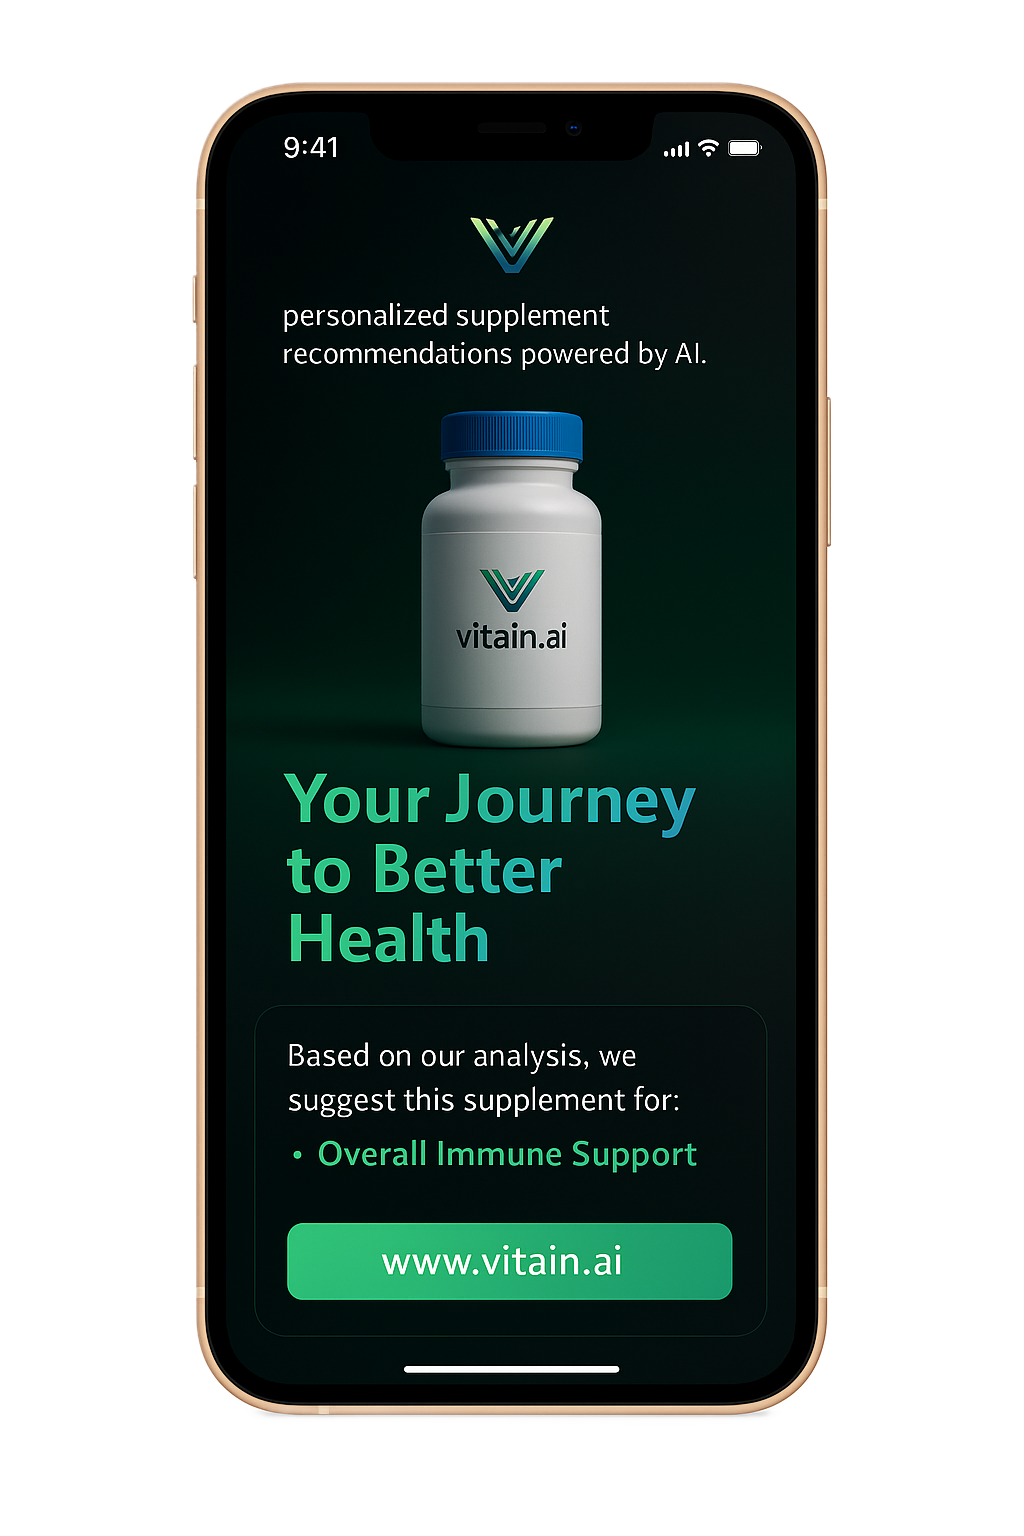 9:41
personalized supplement
recommendations powered by AI.
vitain.ai
Your Journey
to Better
Health
Based on our analysis, we
suggest this supplement for:
• Overall Immune Support
www.vitain.ai